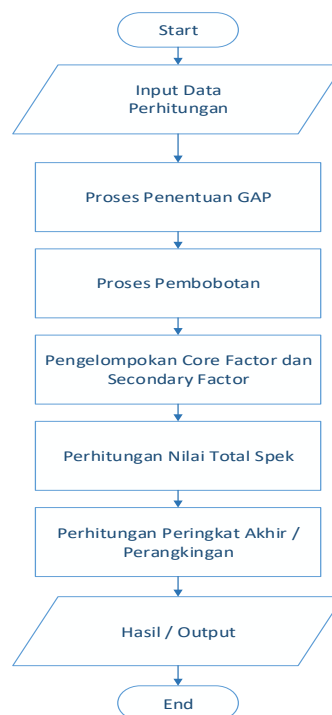 Start
Input Data
Perhitungan
Proses Penentuan GAP
Proses Pembobotan
Pengelompokan Core Factor dan
Secondary Factor
Perhitungan Nilai Total Spek
Perhitungan Peringkat Akhir /
Perangkingan
Hasil / Output
End